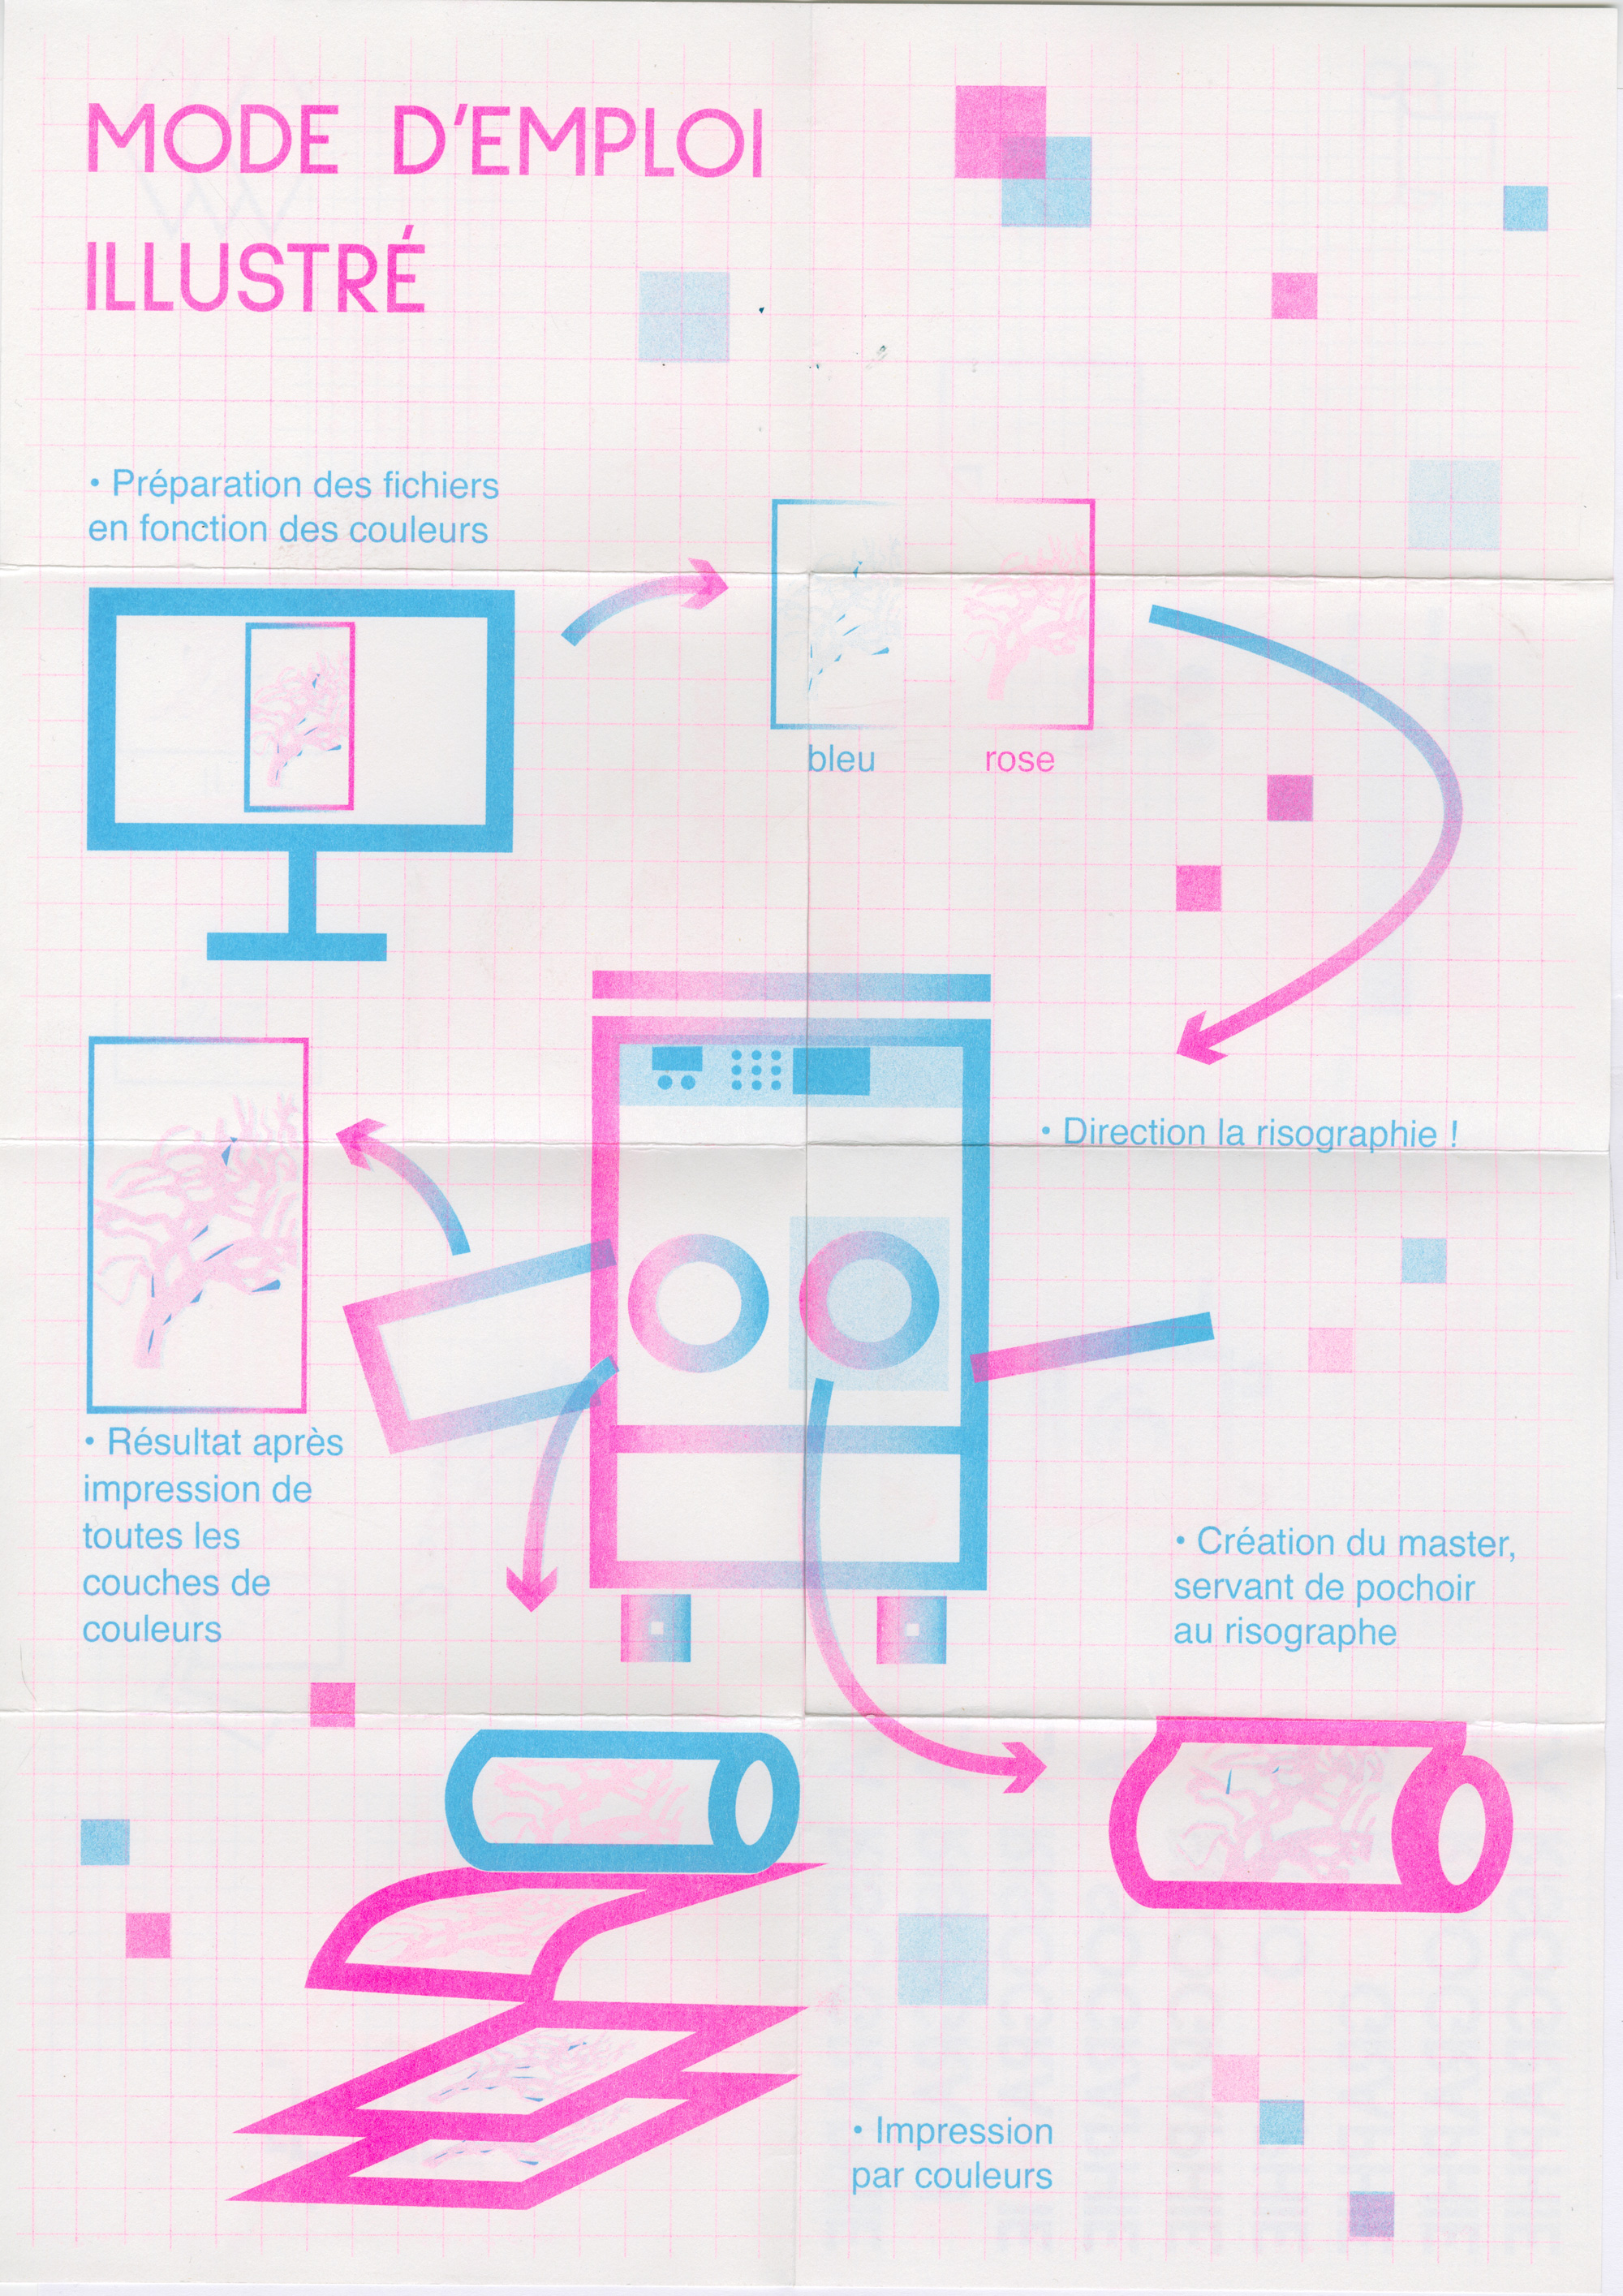 MODE D'EMPLOI
ILLUSTRÉ
• Préparation des fichiers
en fonction des couleurs
bleu
rose
• Direction la risographie !
• Résultat après
impression de
toutes les
couches de
couleurs
• Création du master,
servant de pochoir
au risographe
• Impression
par couleurs